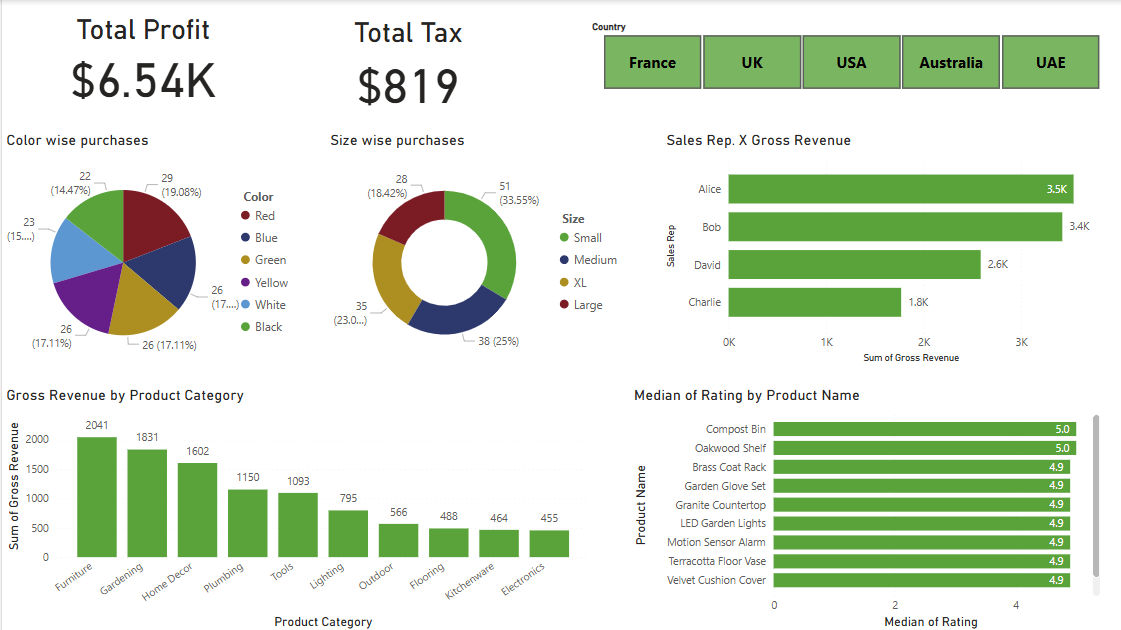 Total Profit
$6.54K
Total Tax
$819
Country
France
UK
USA
Australia
UAE
Color wise purchases
22
(14.47%)
29
(19.08%)
23
(15....)
26
(17....)
26
(17.11%)
26 (17.11%)
Color
Red
Blue
Green
Yellow
White
Black
Size wise purchases
28
(18.42%)
51
(33.55%)
35
(23.0...)
38 (25%)
Size
Small
Medium
XL
Large
Sales Rep. X Gross Revenue
Sales Rep
Alice
3.5K
Bob
3.4K
David
2.6K
Charlie
1.8K
0K
1K
2K
3K
Sum of Gross Revenue
Gross Revenue by Product Category
Sum of Gross Revenue
2000
1500
1000
500
0
2041
1831
1602
1150
1093
795
566
488
464
455
Furniture
Gardening
Home Decor
Plumbing
Tools
Lighting
Outdoor
Flooring
Kitchenware
Electronics
Product Category
Median of Rating by Product Name
Product Name
Compost Bin
5.0
Oakwood Shelf
5.0
Brass Coat Rack
4.9
Garden Glove Set
4.9
Granite Countertop
4.9
LED Garden Lights
4.9
Motion Sensor Alarm
4.9
Terracotta Floor Vase
4.9
Velvet Cushion Cover
4.9
0
2
4
Median of Rating